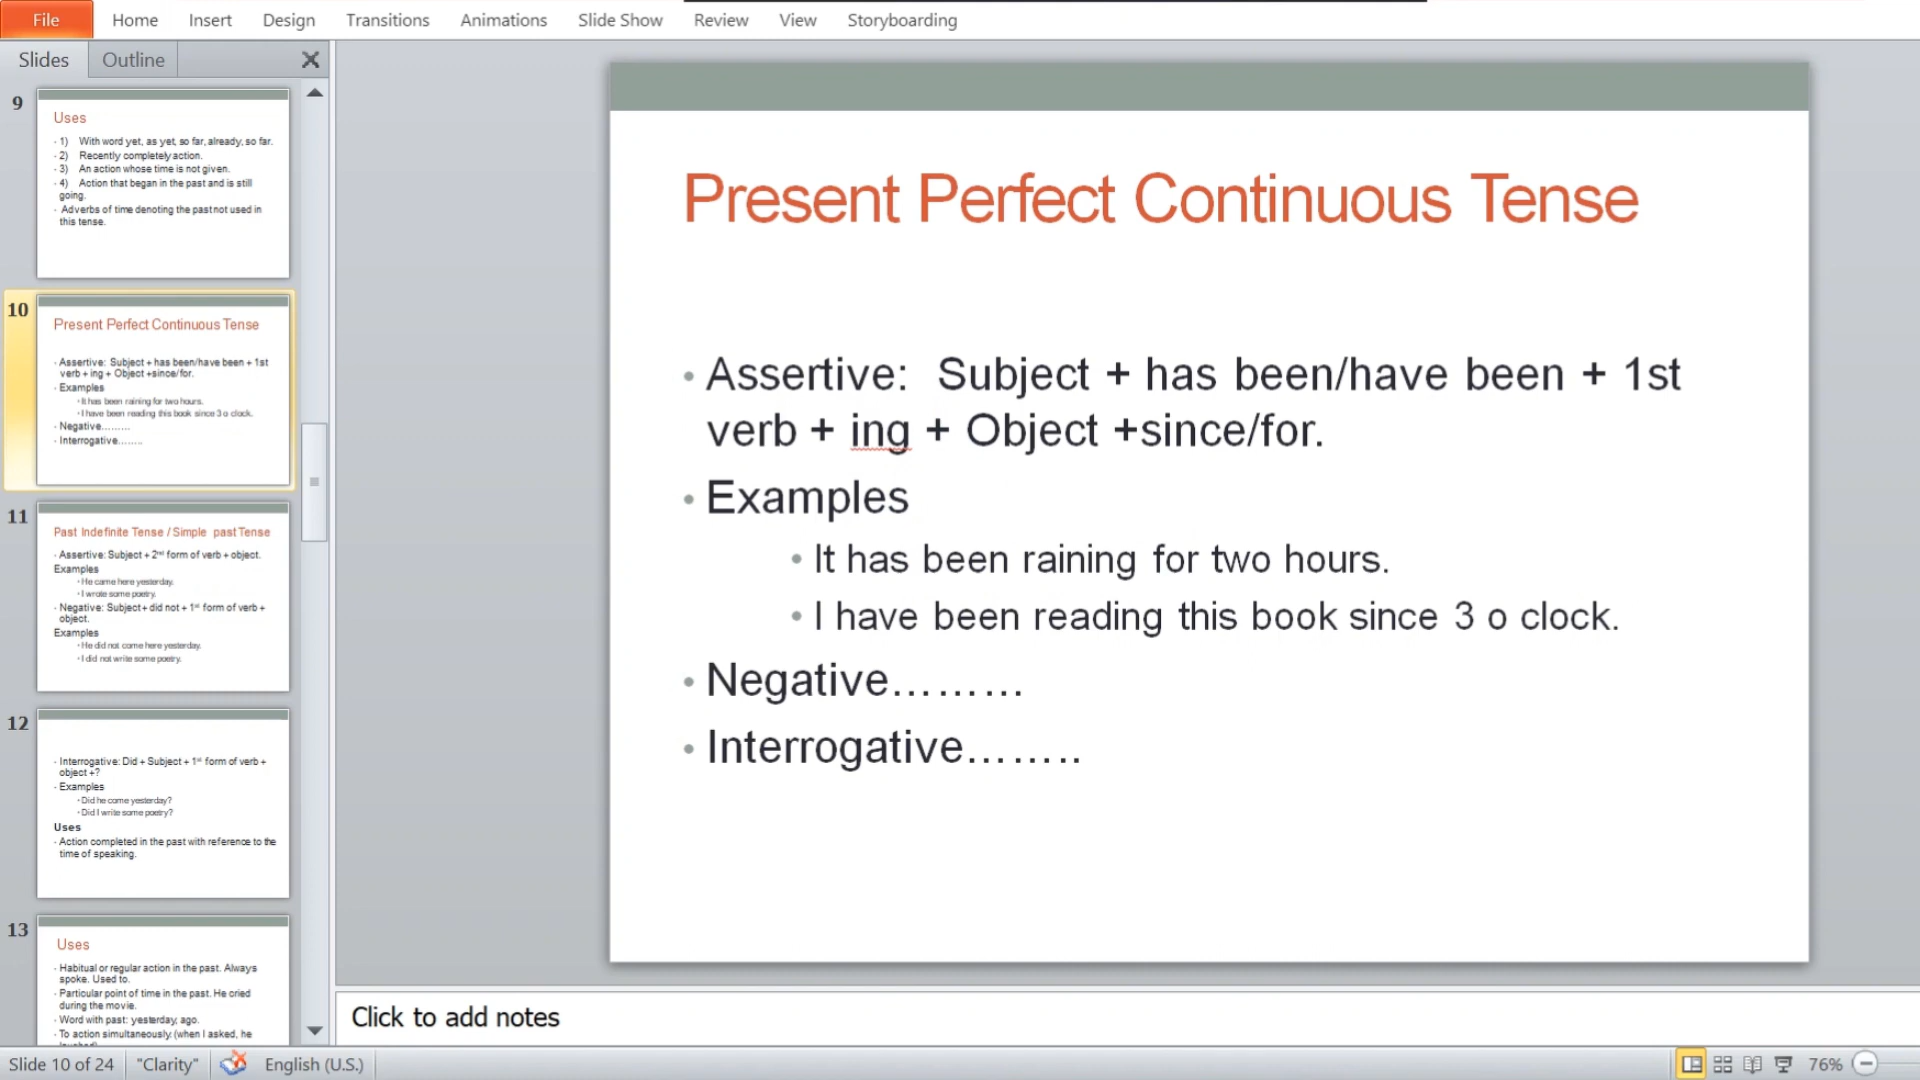 File Home Insert Design Transitions Animations Slide Show Review View Storyboarding
Slides Outline
9
Uses
1) With word yet, as yet, so far, already, so far.
2) Recently completely action.
3) An action whose time is not given.
4) Action that began in the past and is still
going.
Adverbs of time denoting the past not used in
this tense.
10
Present Perfect Continuous Tense
Assertive: Subject + has been/have been + 1st
verb + ing + Object +since/for.
Examples
It has been raining for two hours.
I have been reading this book since 3 o clock.
Negative………
Interrogative……..
11
Past Indefinite Tense / Simple past Tense
Assertive: Subject + 2nd form of verb + object.
Examples
He came here yesterday.
I wrote some poetry.
Negative: Subject + did not + 1st form of verb +
object.
Examples
He did not come here yesterday.
I did not write some poetry.
12
Interrogative: Did + Subject + 1st form of verb +
object +?
Examples
Did he come yesterday?
Did I write some poetry?
Uses
Action completed in the past with reference to the
time of speaking.
13
Uses
Habitual or regular action in the past. Always
spoke. Used to.
Particular point of time in the past. He cried
during the movie.
Word with past: yesterday, ago.
To action simultaneously. (when I asked, he
Present Perfect Continuous Tense
• Assertive: Subject + has been/have been + 1st
verb + ing + Object +since/for.
• Examples
• It has been raining for two hours.
• I have been reading this book since 3 o clock.
• Negative………
• Interrogative……..
Click to add notes
Slide 10 of 24 "Clarity" English (U.S.) 76%